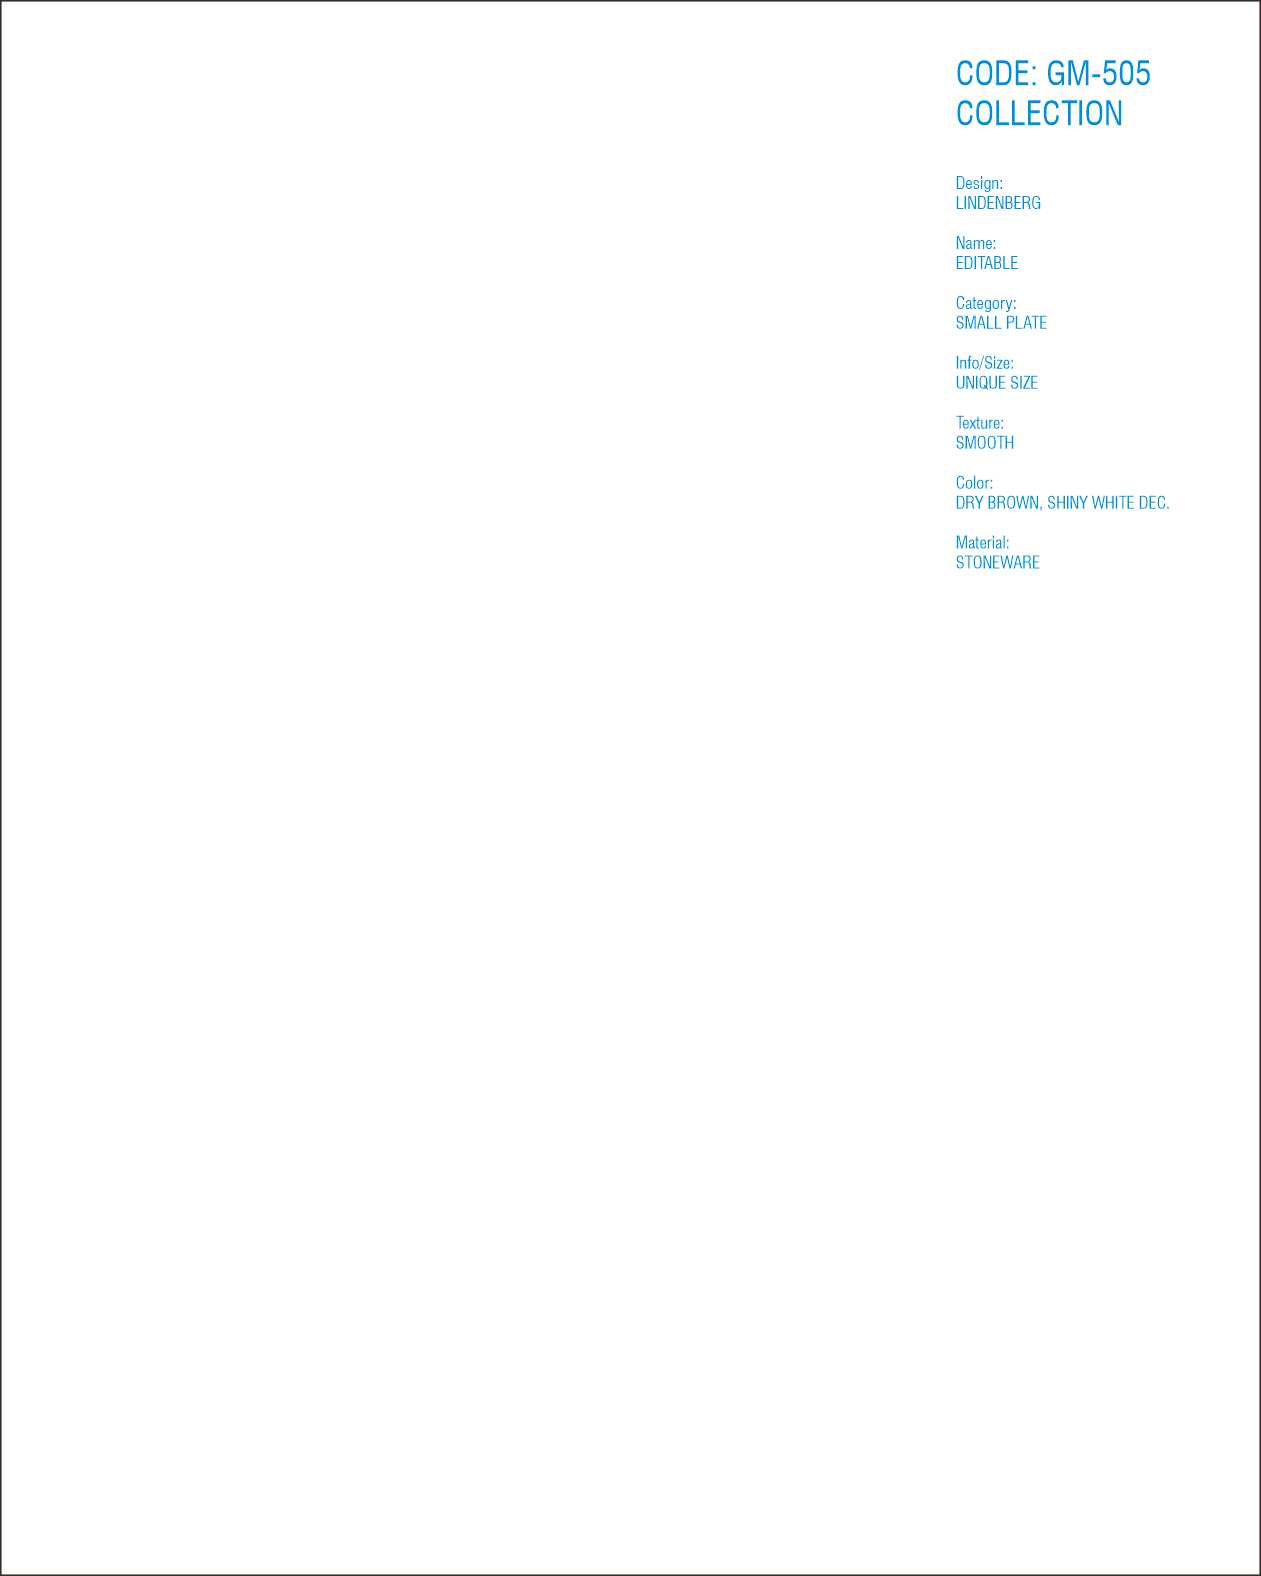 CODE: GM-505
COLLECTION
Design:
LINDENBERG
Name:
EDITABLE
Category:
SMALL PLATE
Info/Size:
UNIQUE SIZE
Texture:
SMOOTH
Color:
DRY BROWN, SHINY WHITE DEC.
Material:
STONEWARE